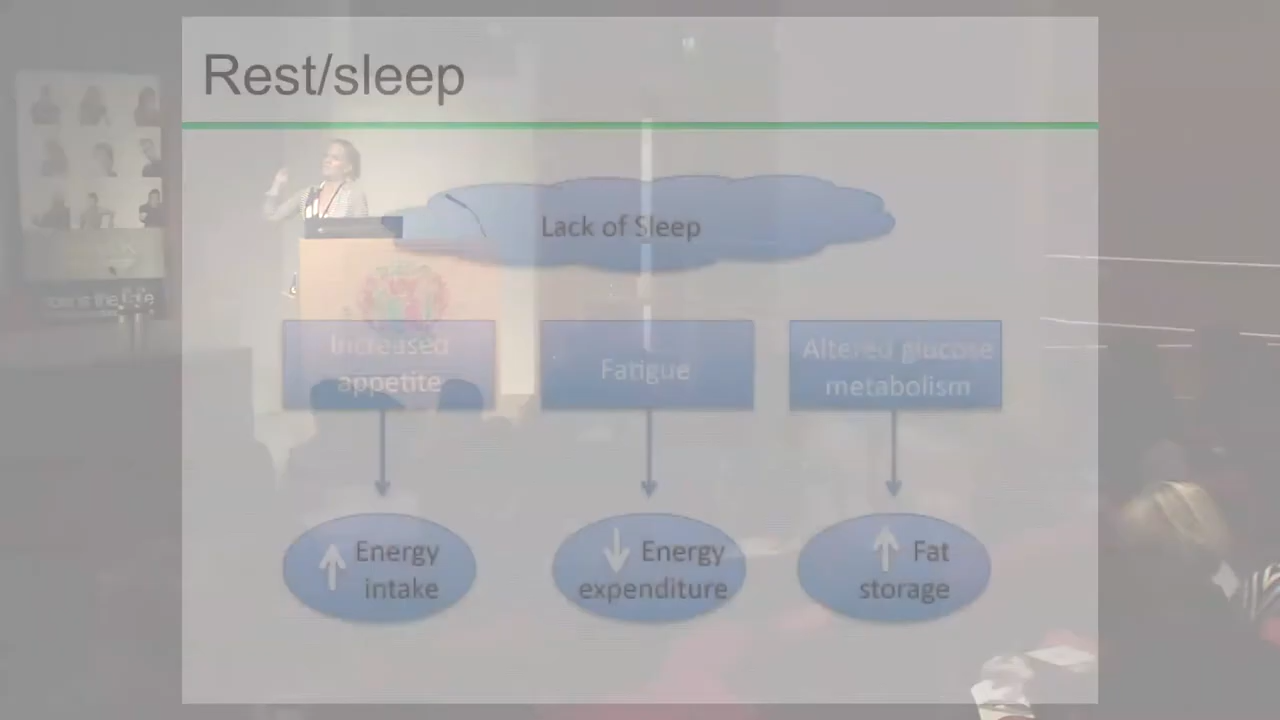 Rest/sleep
Lack of Sleep
Increased
appetite
Fatigue
Altered glucose
metabolism
Energy
intake
Energy
expenditure
Fat
storage